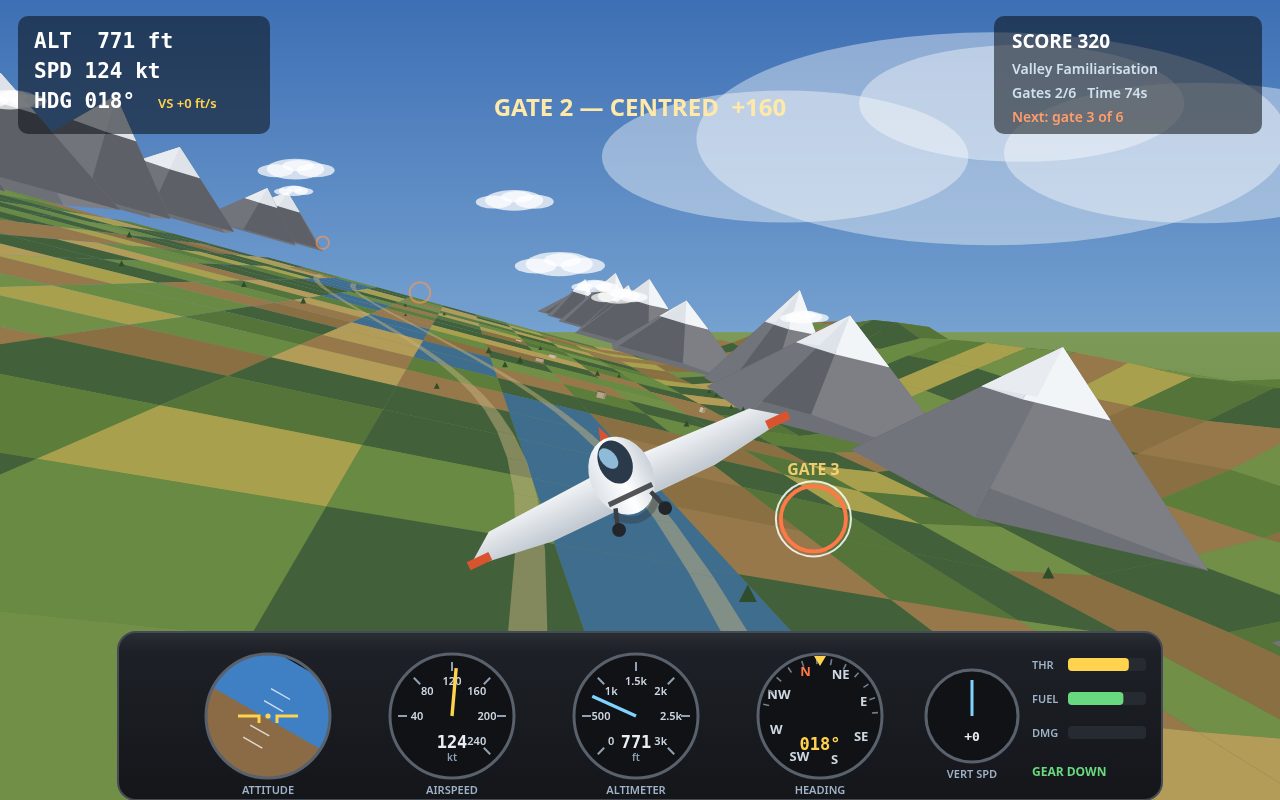 ALT 771 ft
SPD 124 kt
HDG 018° VS +0 ft/s
GATE 2 — CENTRED +160
SCORE 320
Valley Familiarisation
Gates 2/6 Time 74s
Next: gate 3 of 6
GATE 3
40 80 120 160 200 240
124
kt
AIRSPEED
0 500 1k 1.5k 2k 2.5k 3k
771
ft
ALTIMETER
N NE E SE S SW W NW
018°
HEADING
+0
VERT SPD
ATTITUDE
THR
FUEL
DMG
GEAR DOWN